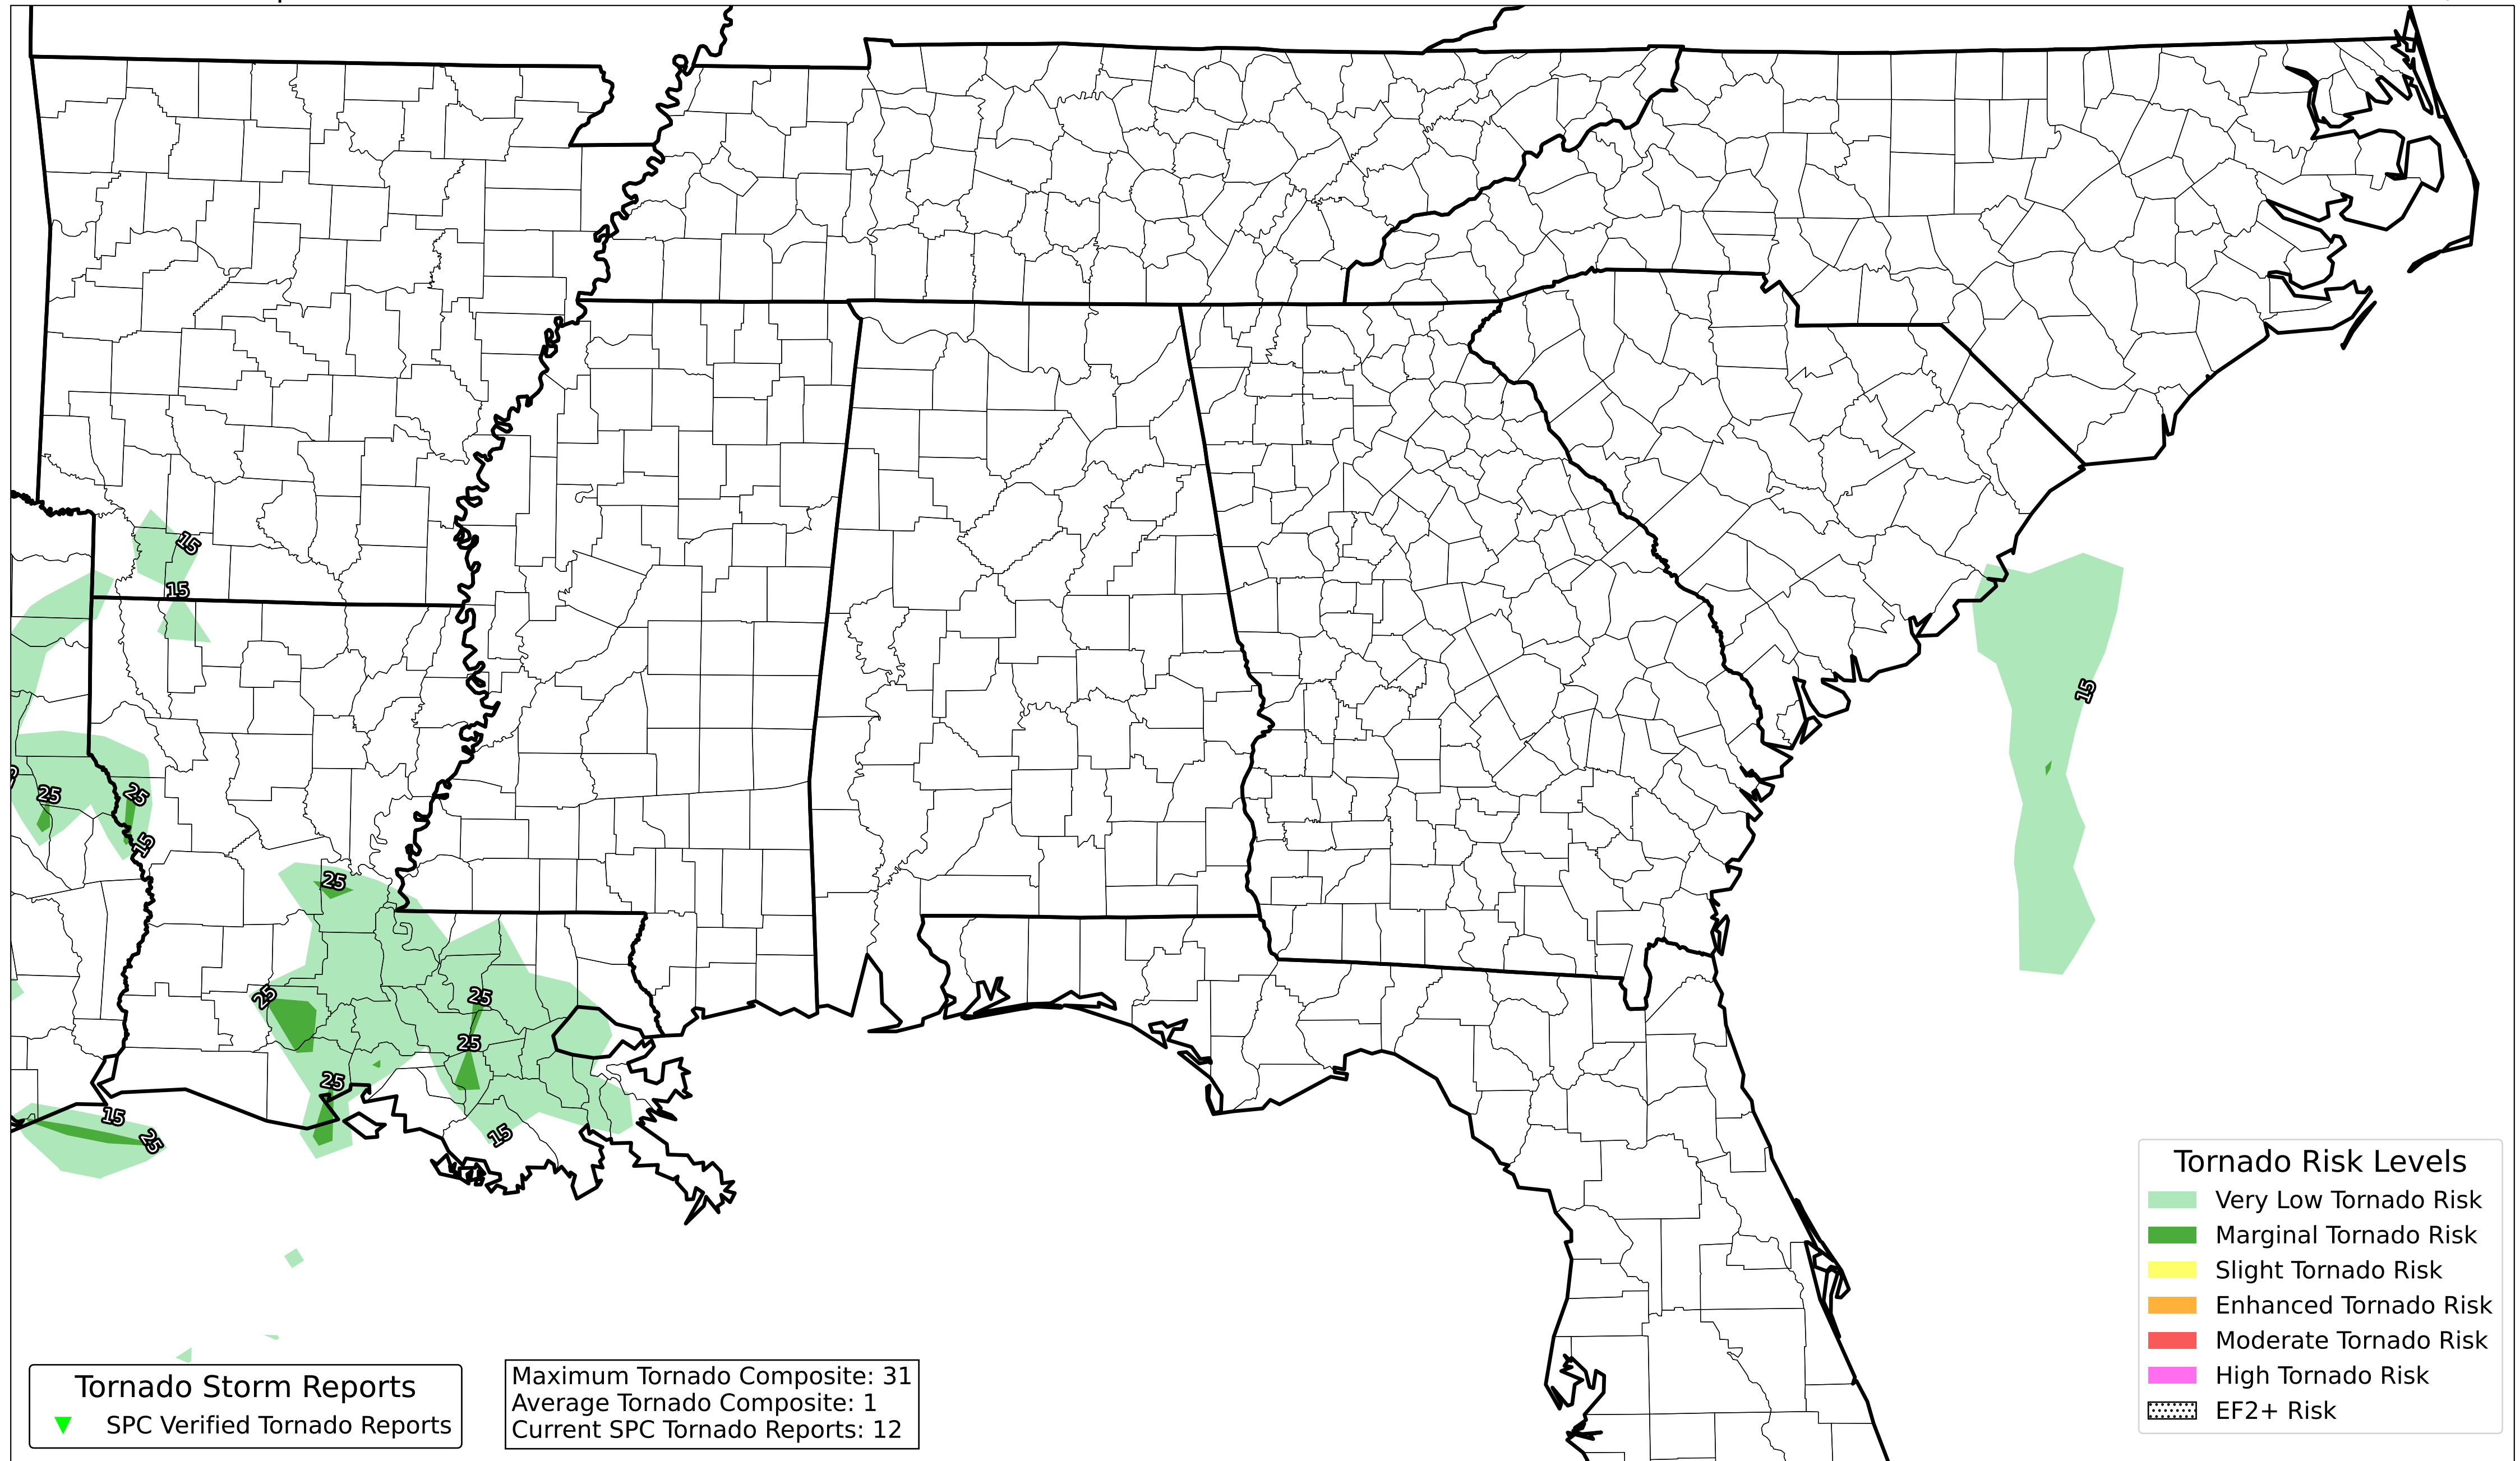 15
15
25
25
15
25
25
25
25
25
15
25
15
15
Tornado Risk Levels
Very Low Tornado Risk
Marginal Tornado Risk
Slight Tornado Risk
Enhanced Tornado Risk
Moderate Tornado Risk
High Tornado Risk
EF2+ Risk
Tornado Storm Reports
SPC Verified Tornado Reports
Maximum Tornado Composite: 31
Average Tornado Composite: 1
Current SPC Tornado Reports: 12